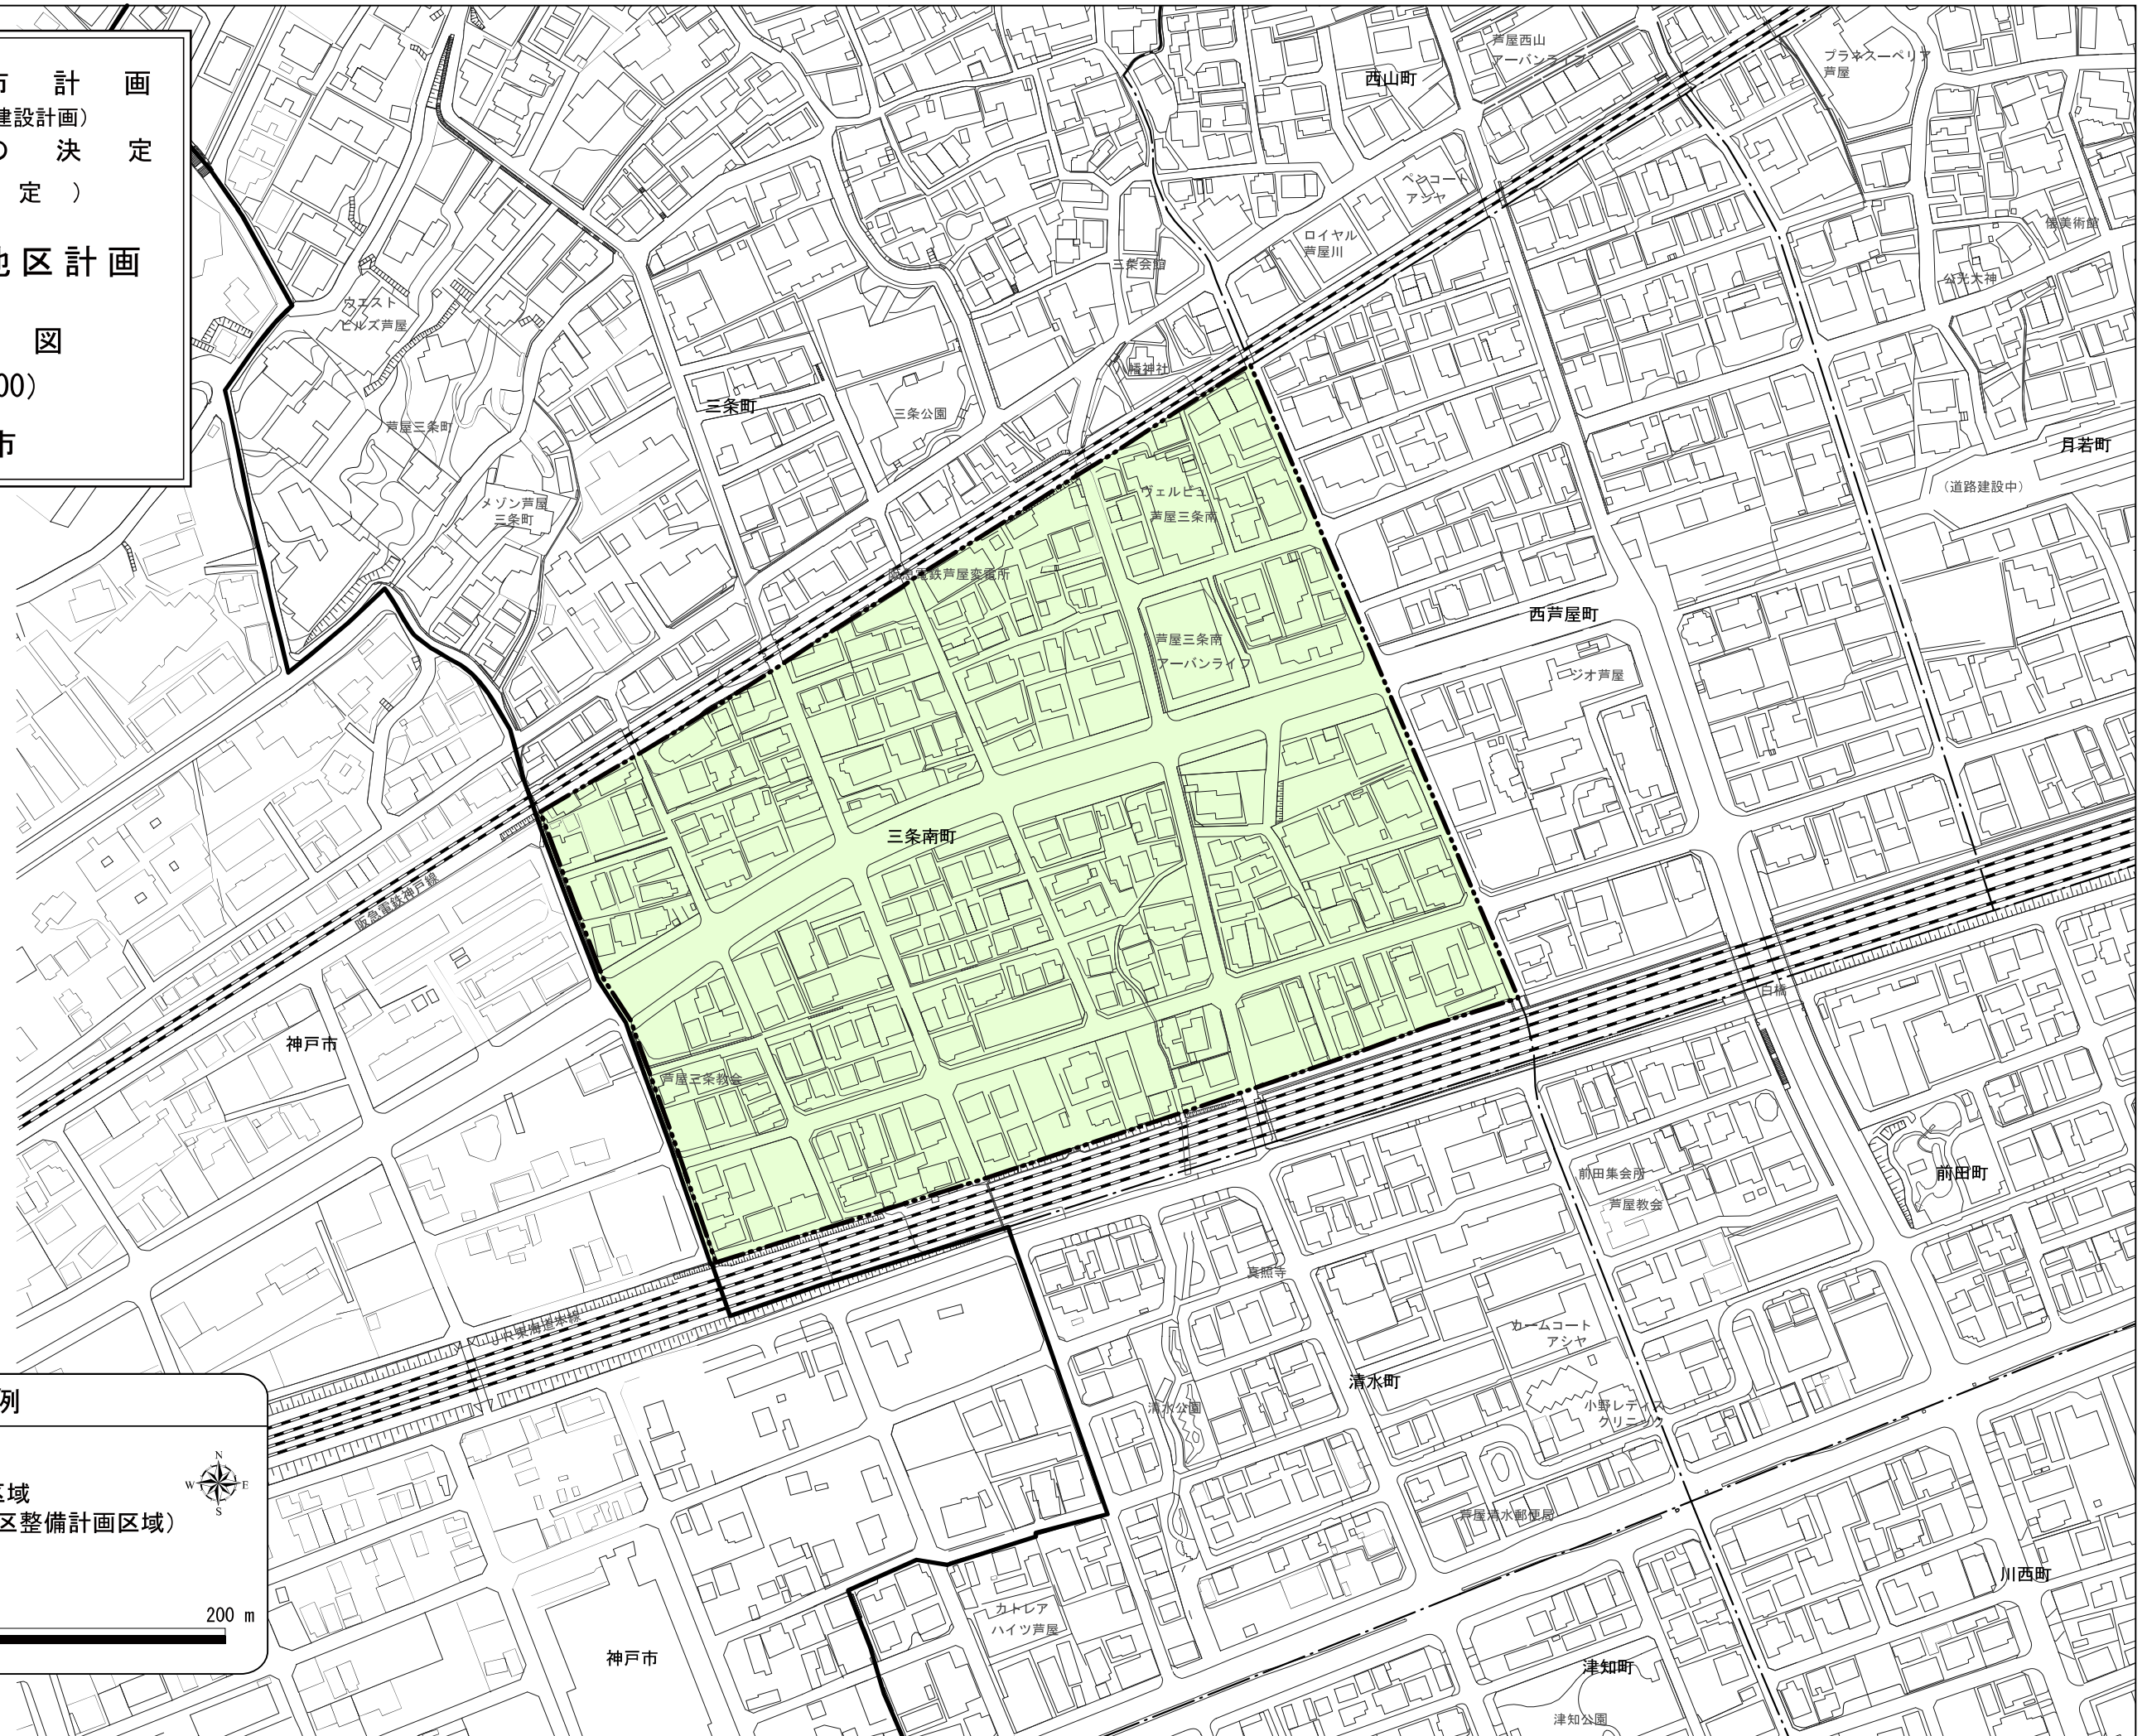 市 計 画
建設計画）
の 決 定
定 ）
地区計画
図
00）
市
芦屋西山
アーバンライフ
西山町
プラネスーペリア
芦屋
ベンコート
アシヤ
ロイヤル
芦屋川
俵美術館
三条会館
公光大神
ウエスト
ヒルズ芦屋
八幡神社
三条町
三条公園
芦屋三条町
月若町
（道路建設中）
メゾン芦屋
三条町
ヴェルビュ
芦屋三条南
阪急電鉄芦屋変電所
西芦屋町
芦屋三条南
アーバンライフ
ジオ芦屋
三条南町
阪急電鉄神戸線
白橋
神戸市
芦屋三条教会
前田集会所
芦屋教会
前田町
真照寺
JR東海道本線
カームコート
アシヤ
清水町
清水公園
小野レディス
クリニック
芦屋清水郵便局
川西町
カトレア
ハイツ芦屋
神戸市
津知町
津知公園
例
N
W E
S
区域
区整備計画区域）
200 m